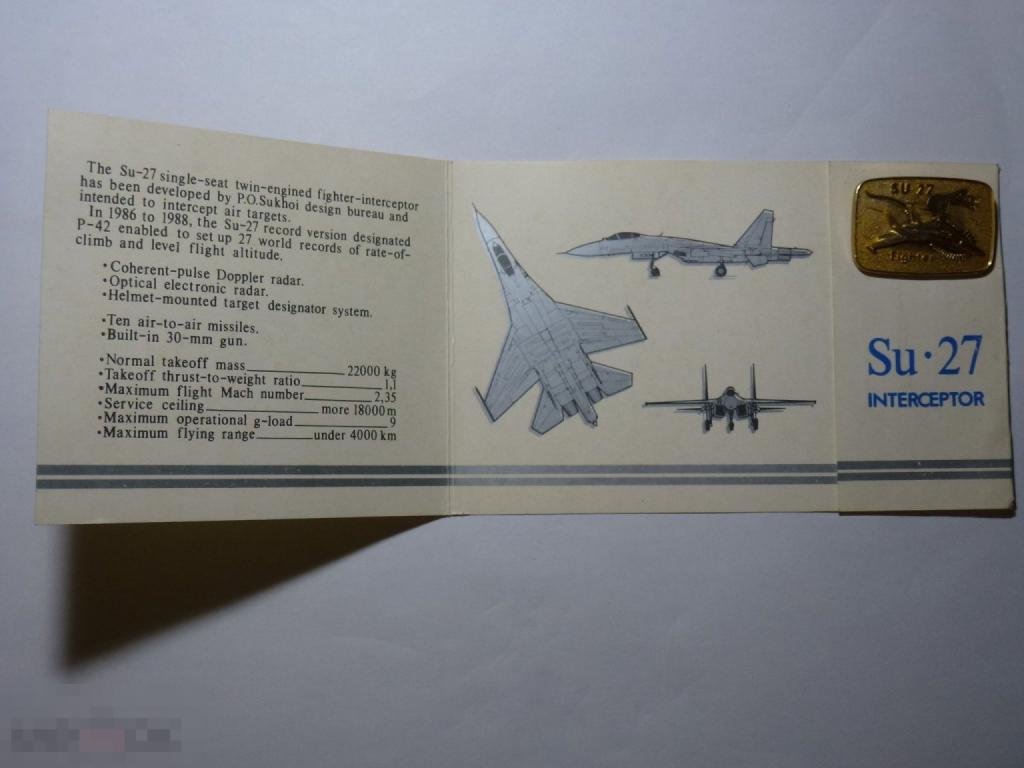 The Su-27 single-seat twin-engined fighter-interceptor
has been developed by P.O.Sukhoi design bureau and
intended to intercept air targets.
In 1986 to 1988, the Su-27 record version designated
P-42 enabled to set up 27 world records of rate-of-
climb and level flight altitude.
•Coherent-pulse Doppler radar.
•Optical electronic radar.
•Helmet-mounted target designator system.
•Ten air-to-air missiles.
•Built-in 30-mm gun.
•Normal takeoff mass 22000 kg
•Takeoff thrust-to-weight ratio 1,1
•Maximum flight Mach number 2,35
•Service ceiling more 18000m
•Maximum operational g-load 9
•Maximum flying range under 4000 km
SU 27
Fighter
Su·27
INTERCEPTOR